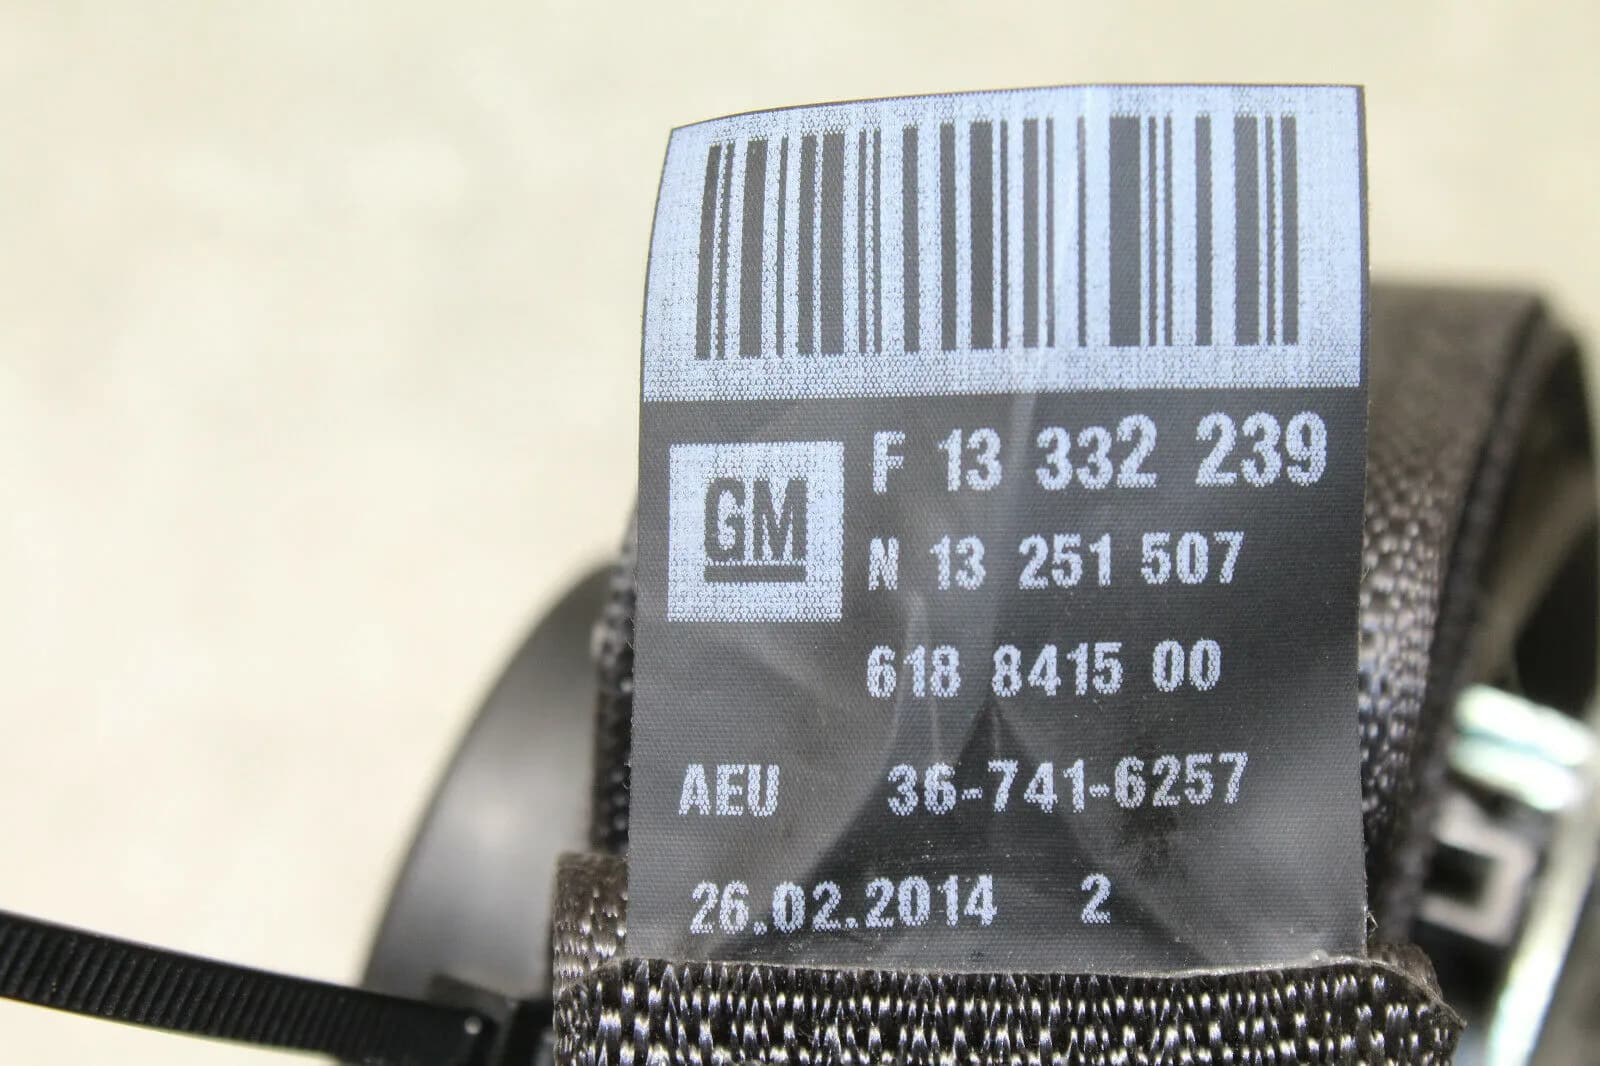 F 13 332 239
GM
N 13 251 507
618 8415 00
AEU 36-741-6257
26.02.2014 2